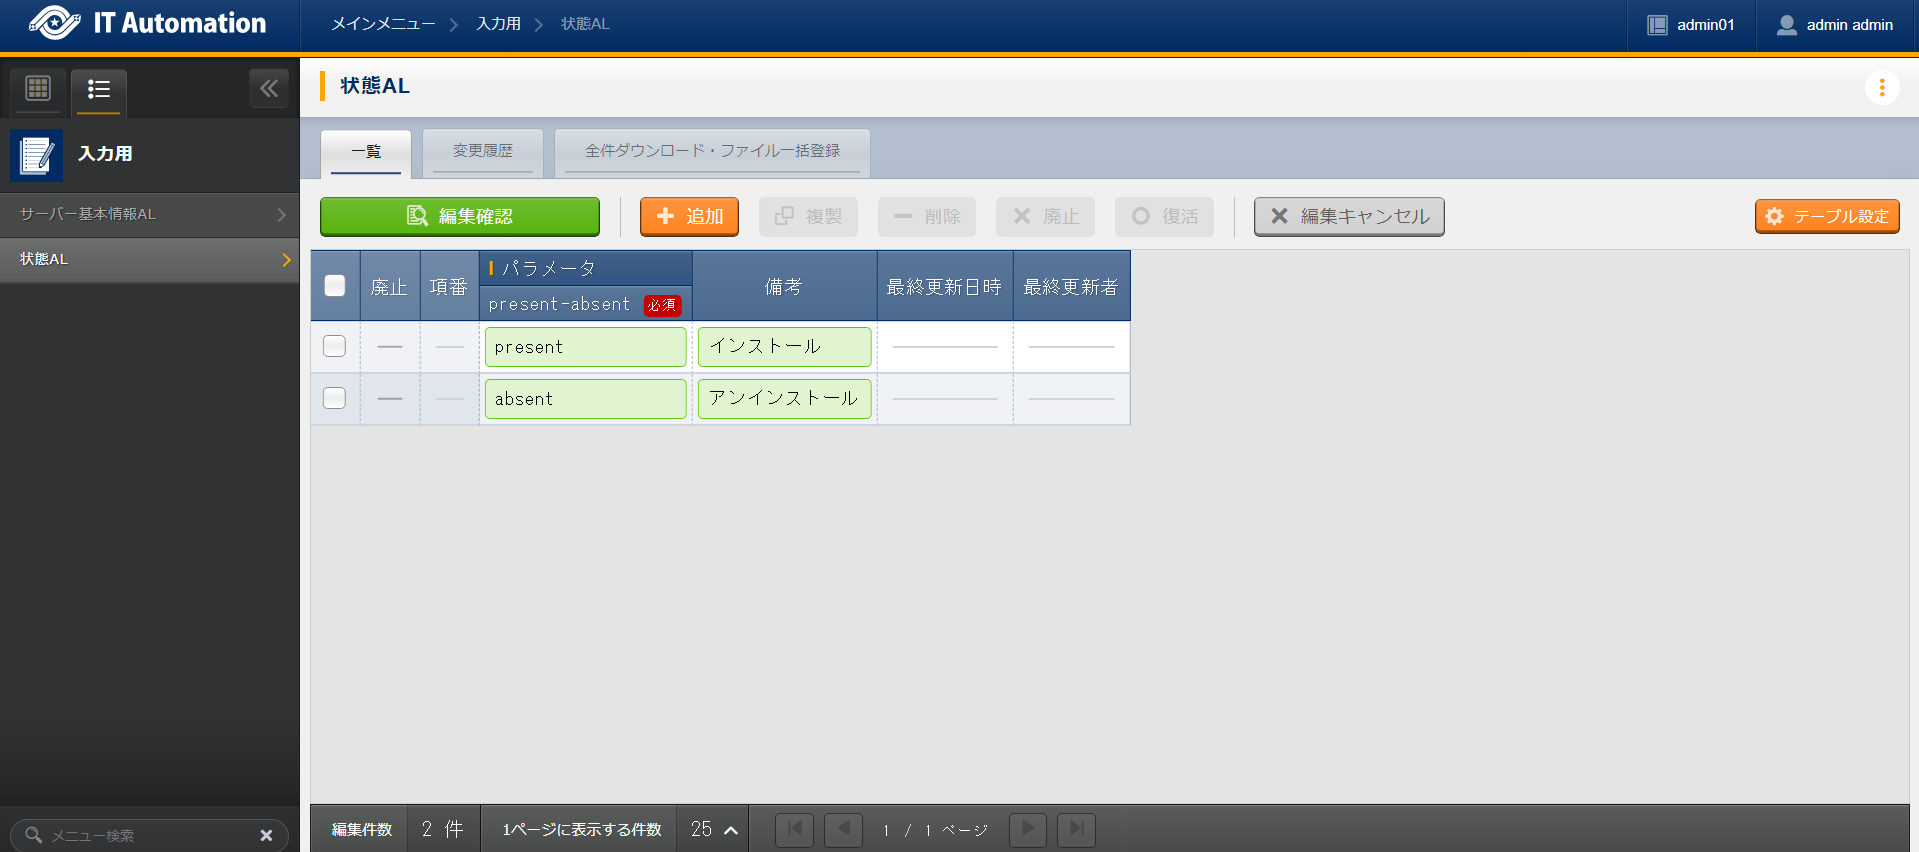 IT Automation
メインメニュー 入力用 状態AL
admin01 admin admin
状態AL
入力用
サーバー基本情報AL
状態AL
メニュー検索
一覧 変更履歴 全件ダウンロード・ファイル一括登録
編集確認 追加 複製 削除 廃止 復活 編集キャンセル テーブル設定
廃止 項番 パラメータ 備考 最終更新日時 最終更新者
present-absent 必須
present インストール
absent アンインストール
編集件数 2 件 1ページに表示する件数 25 1 / 1 ページ